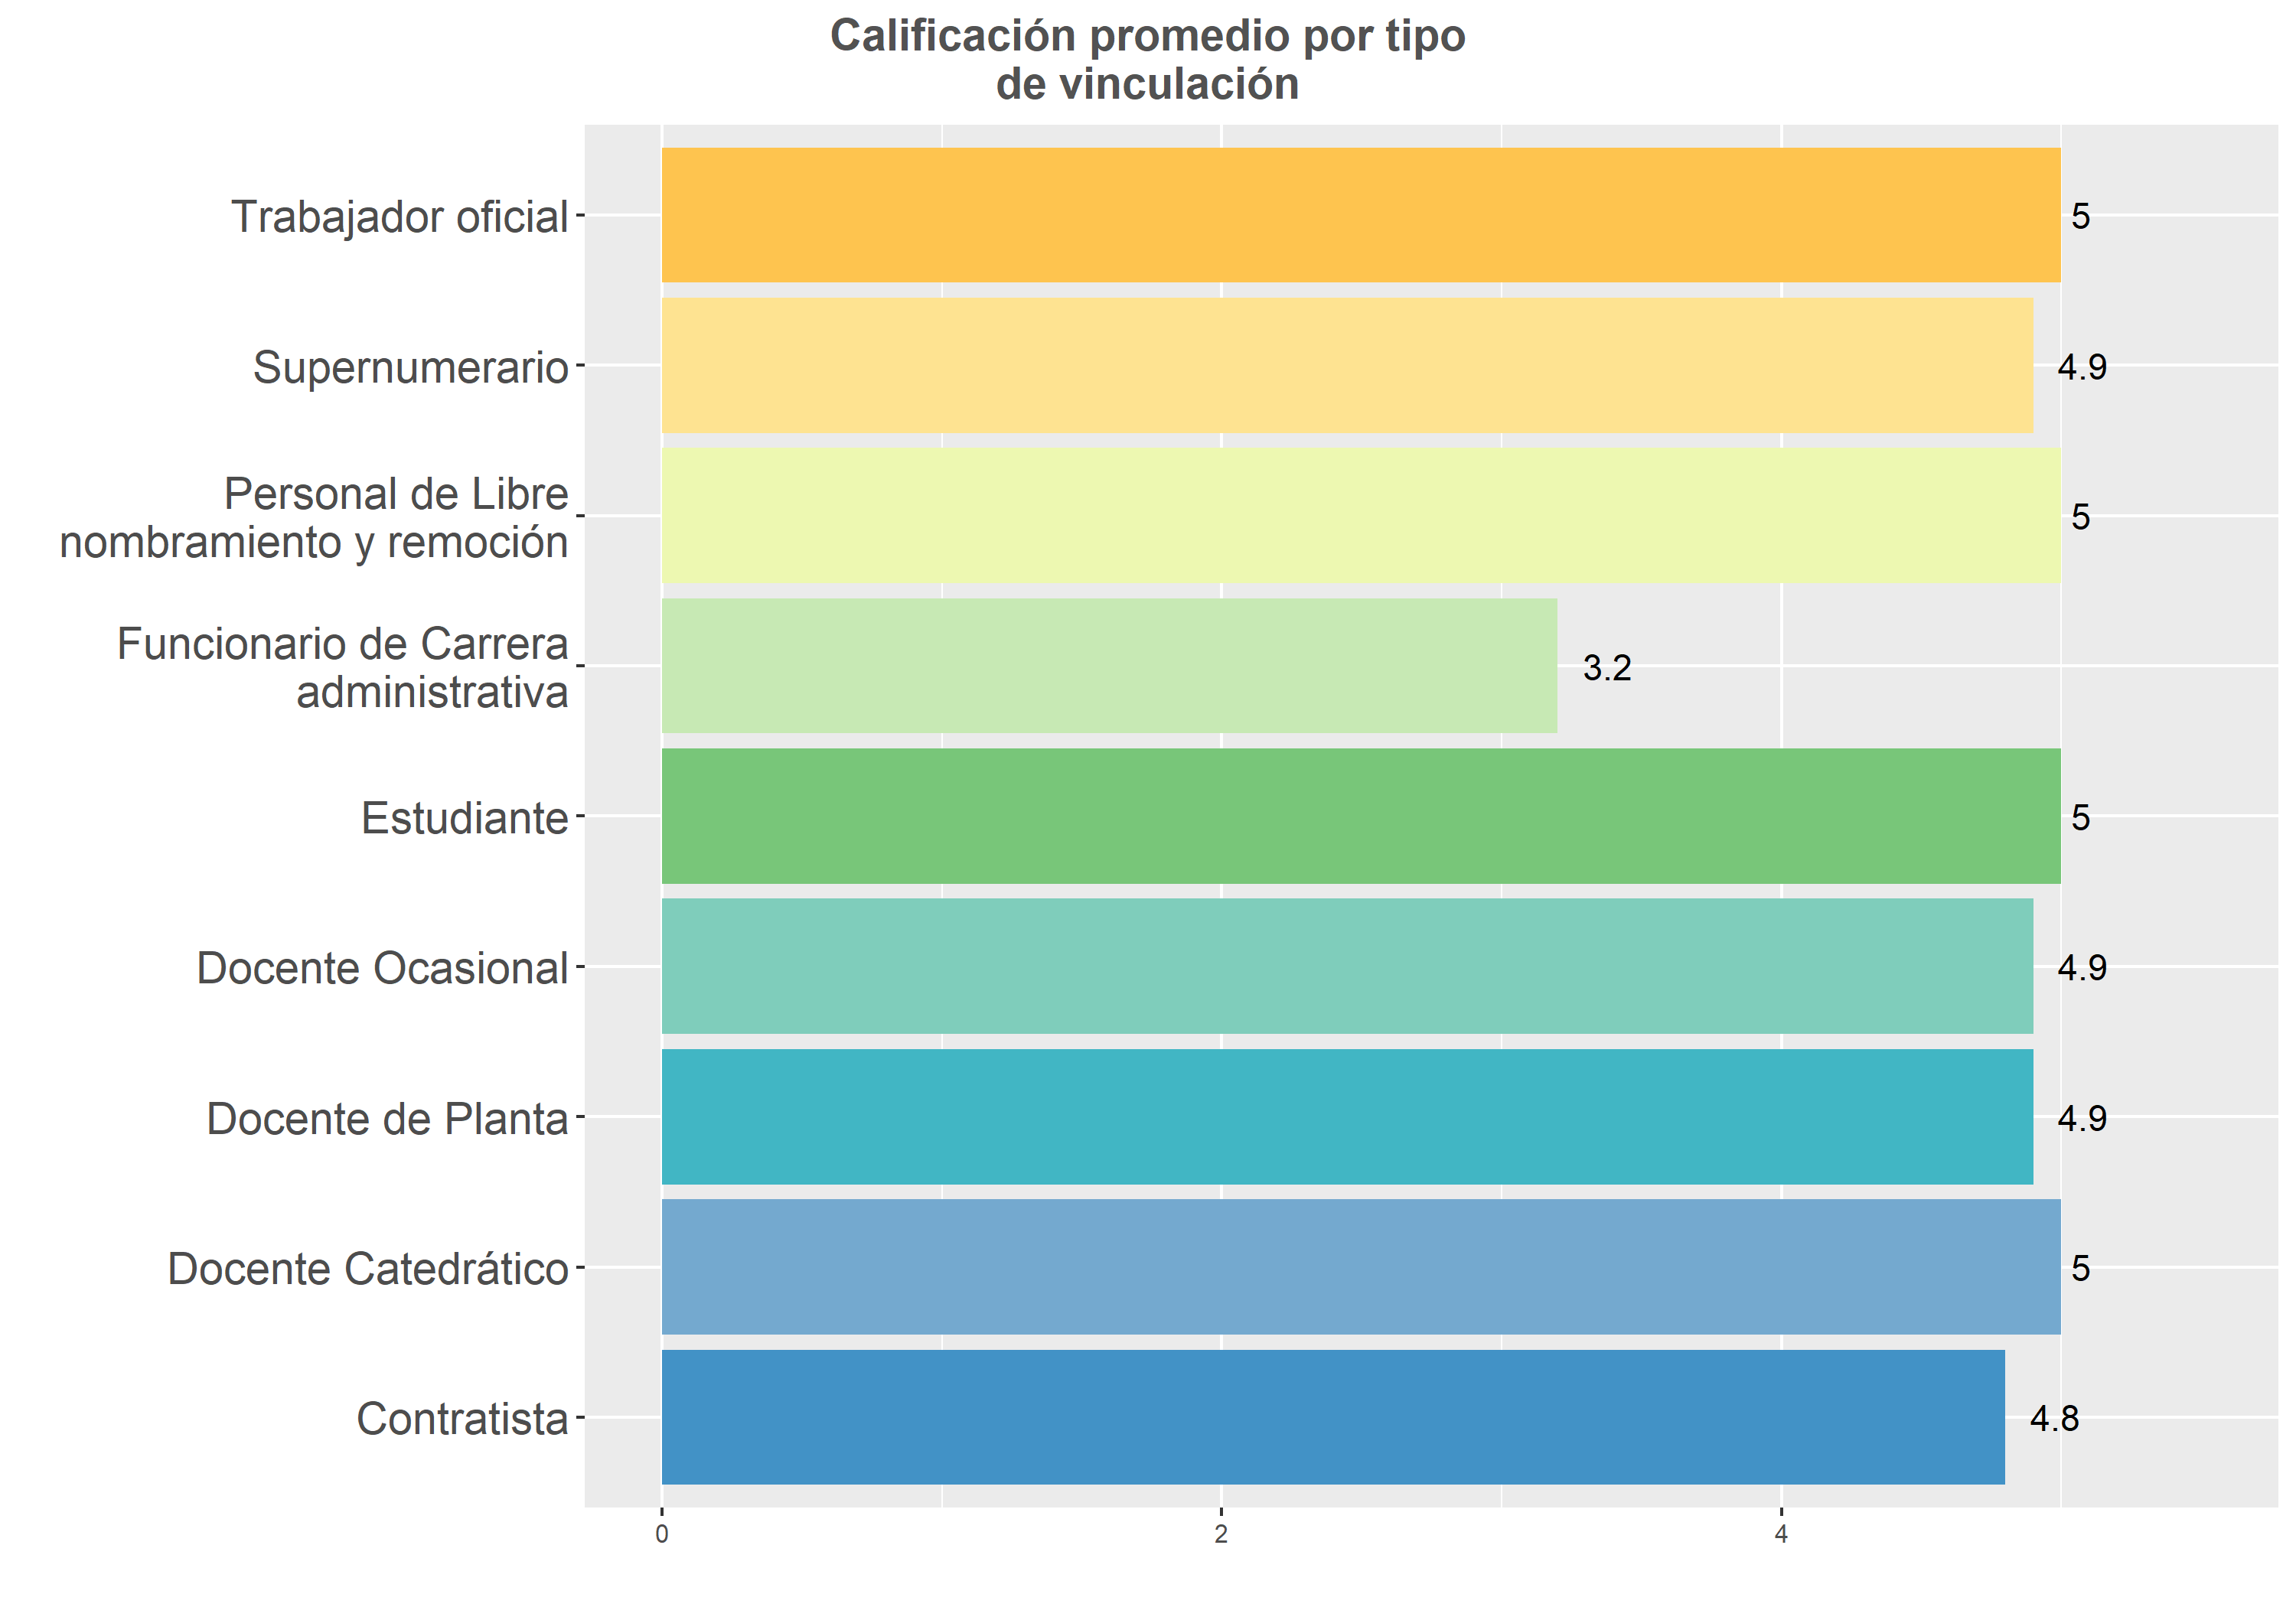 Calificación promedio por tipo
de vinculación
Trabajador oficial
5
Supernumerario
4.9
Personal de Libre
nombramiento y remoción
5
Funcionario de Carrera
administrativa
3.2
Estudiante
5
Docente Ocasional
4.9
Docente de Planta
4.9
Docente Catedrático
5
Contratista
4.8
0
2
4